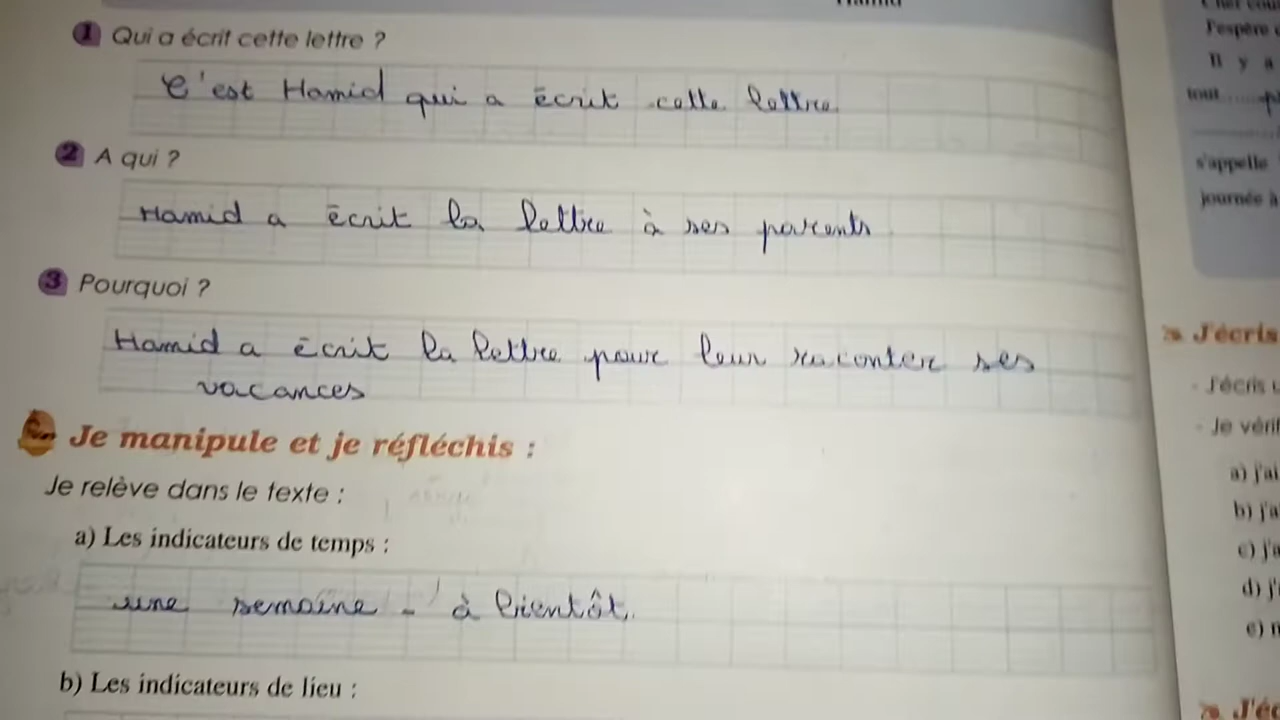 1 Qui a écrit cette lettre ?
C'est Hamid qui a écrit cette lettre
2 A qui ?
Hamid a écrit la lettre à ses parents
3 Pourquoi ?
Hamid a écrit la lettre pour leur raconter ses
vacances
Je manipule et je réfléchis :
Je relève dans le texte :
a) Les indicateurs de temps :
une semaine - à bientôt.
b) Les indicateurs de lieu :
J'espère
Il y a
tout
s'appelle
journée à
J'écris
- J'écris
- Je
a) j'ai
b)
c)
d)
e)